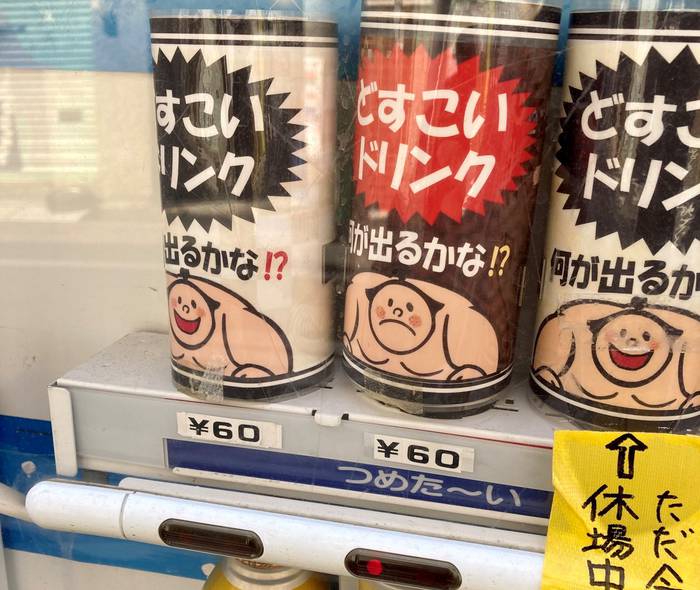 すこい
リンク
出るかな!?
どすこい
ドリンク
何が出るかな!?
どすこ
ドリン
何が出るか
¥60
¥60
つめた〜い
↑
ただ今
休場中